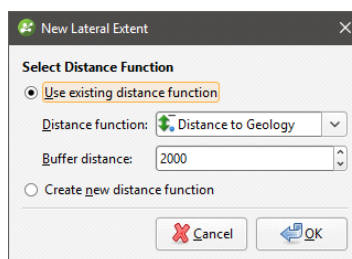 New Lateral Extent
Select Distance Function
Use existing distance function
Distance function: Distance to Geology
Buffer distance: 2000
Create new distance function
Cancel OK